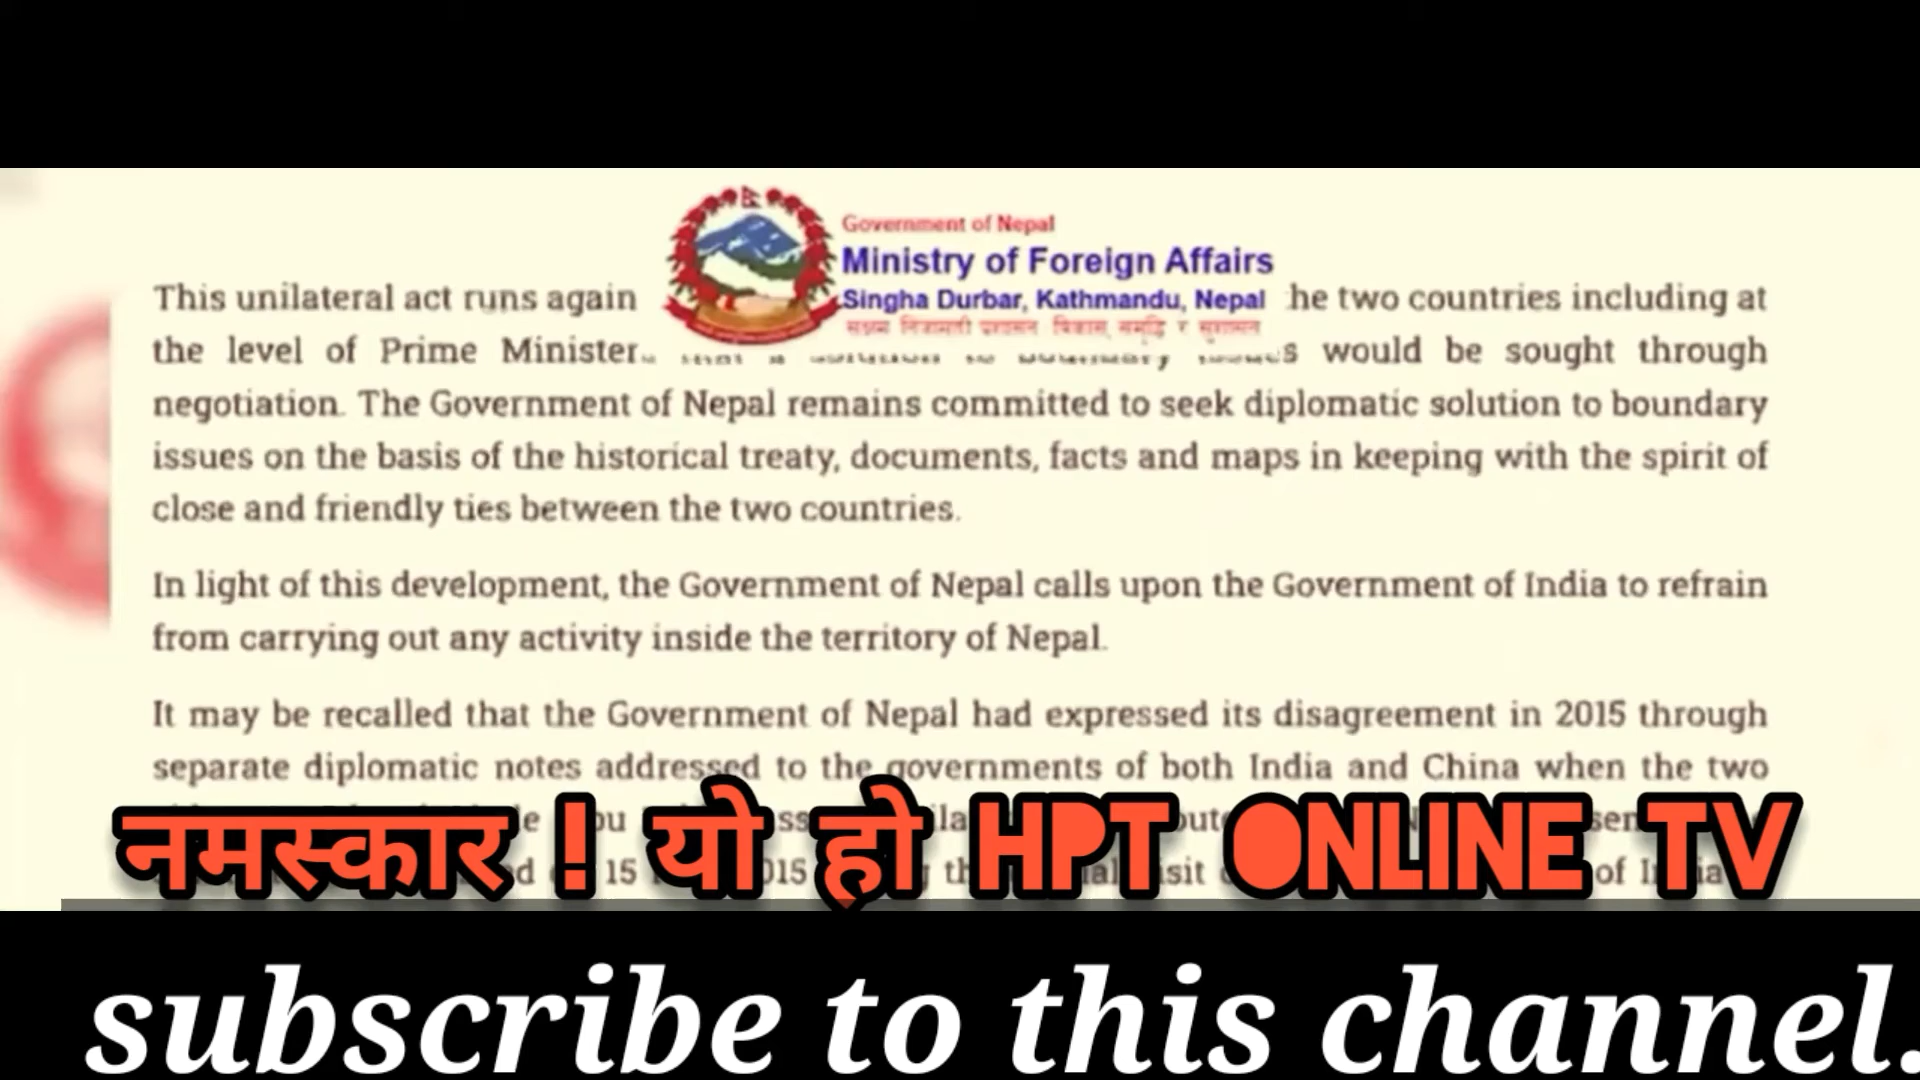 Government of Nepal
Ministry of Foreign Affairs
Singha Durbar, Kathmandu, Nepal
सक्षम निजामती प्रशासन विकास, समृद्धि र सुशासन
This unilateral act runs again he two countries including at
the level of Prime Minister would be sought through
negotiation. The Government of Nepal remains committed to seek diplomatic solution to boundary
issues on the basis of the historical treaty, documents, facts and maps in keeping with the spirit of
close and friendly ties between the two countries.
In light of this development, the Government of Nepal calls upon the Government of India to refrain
from carrying out any activity inside the territory of Nepal.
It may be recalled that the Government of Nepal had expressed its disagreement in 2015 through
separate diplomatic notes addressed to the governments of both India and China when the two
नमस्कार ! यो हो HPT ONLINE TV
subscribe to this channel.